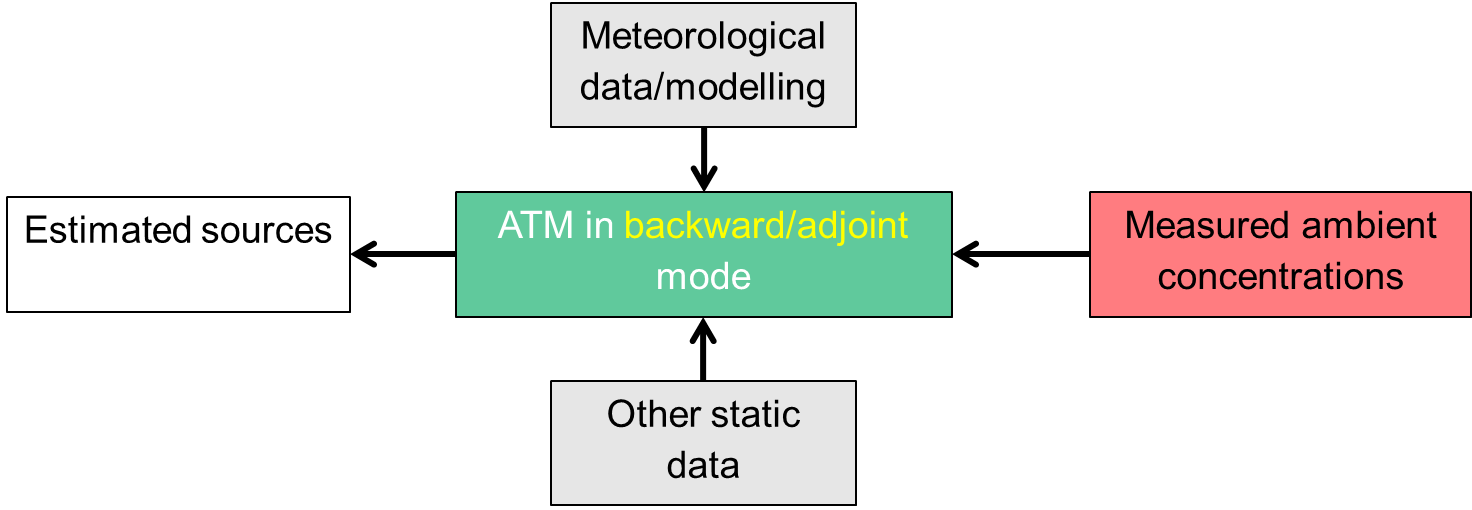 Meteorological
data/modelling
Estimated sources
ATM in backward/adjoint
mode
Measured ambient
concentrations
Other static
data